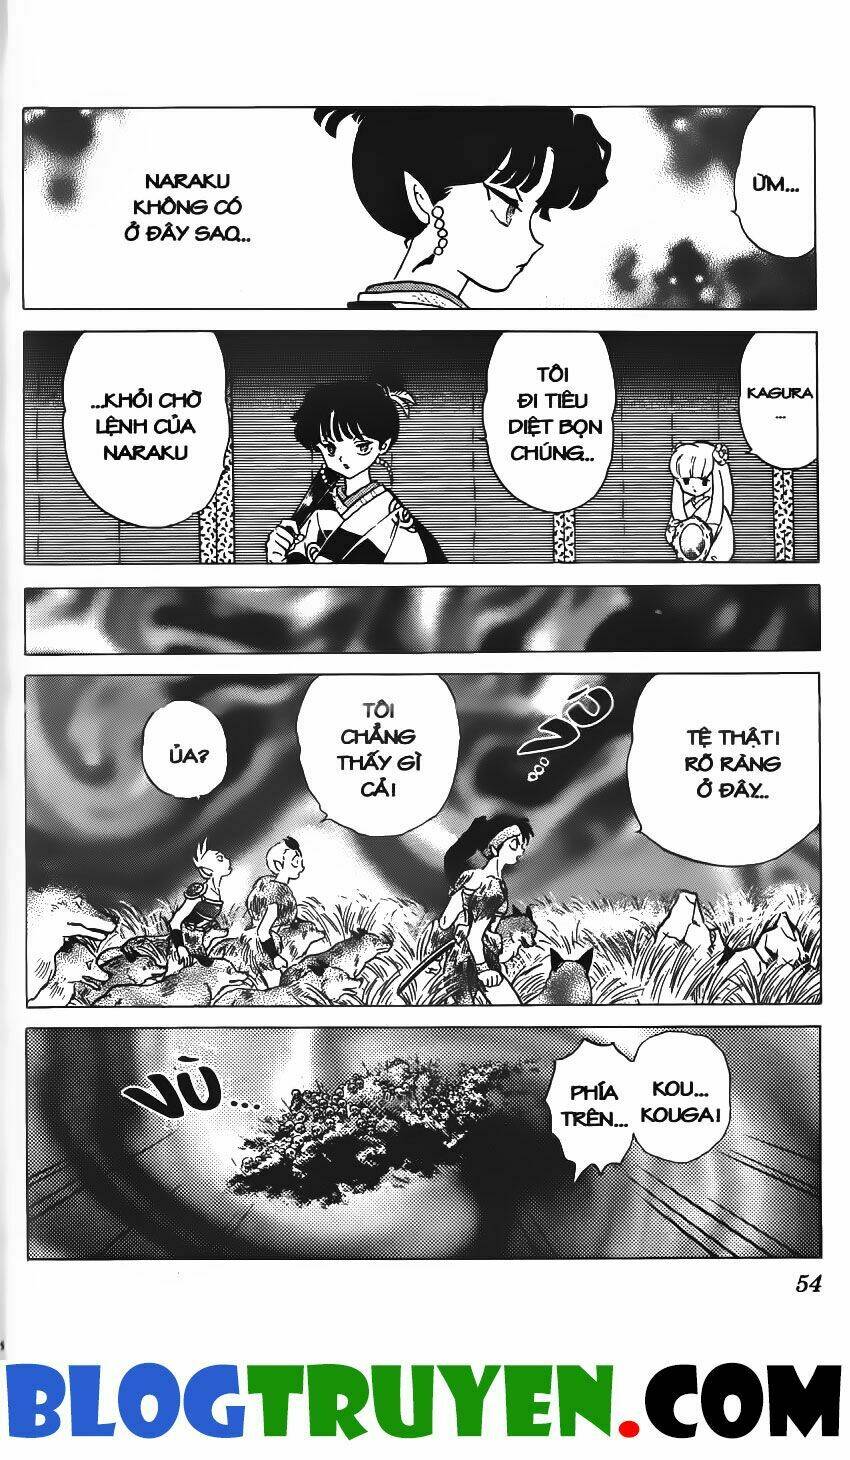 ỪM...
NARAKU
KHÔNG CÓ
Ở ĐÂY SAO...
KAGURA
...
TÔI
ĐI TIÊU
DIỆT BỌN
CHÚNG...
...KHỎI CHỜ
LỆNH CỦA
NARAKU
TỆ THẬT!
RÕ RÀNG
Ở ĐÂY...
...VÙ
TÔI
CHẲNG
THẤY GÌ
CẢ!
ỦA?
KOU...
KOUGA!
PHÍA
TRÊN...
VÙ...
54
BLOGTRUYEN.COM